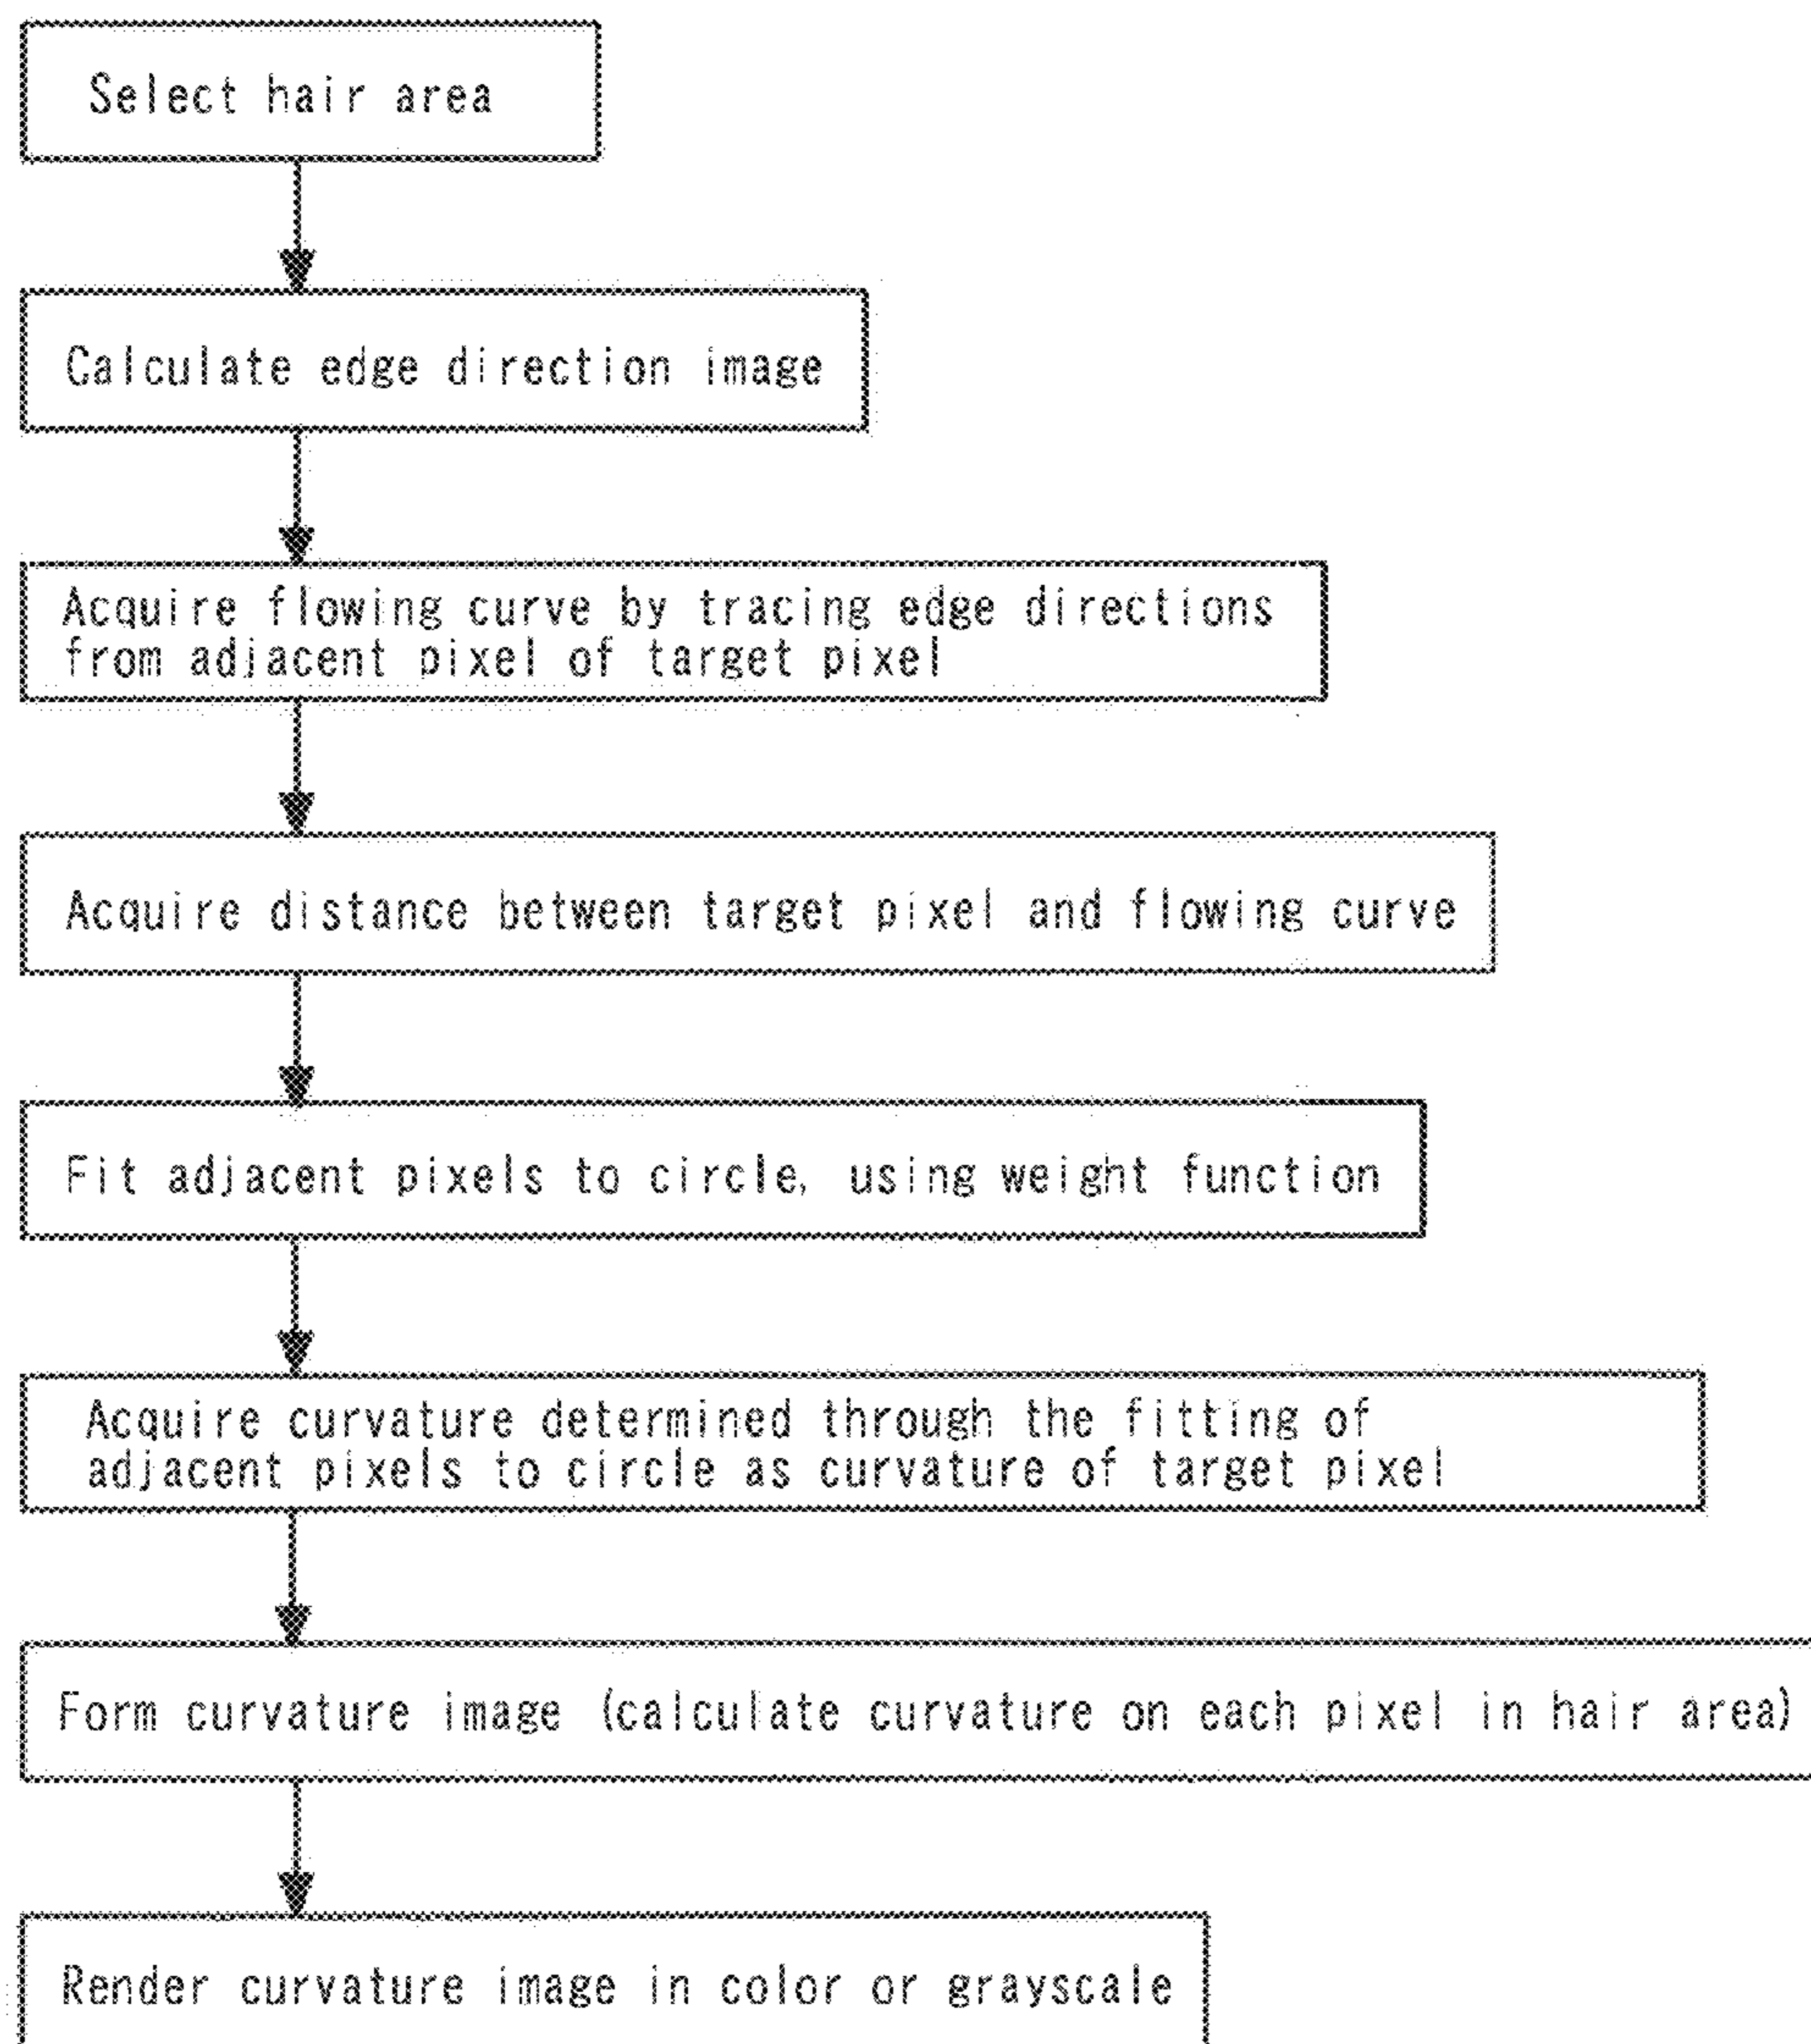 Select hair area
Calculate edge direction image
Acquire flowing curve by tracing edge directions
from adjacent pixel of target pixel
Acquire distance between target pixel and flowing curve
Fit adjacent pixels to circle, using weight function
Acquire curvature determined through the fitting of
adjacent pixels to circle as curvature of target pixel
Form curvature image (calculate curvature on each pixel in hair area)
Render curvature image in color or grayscale